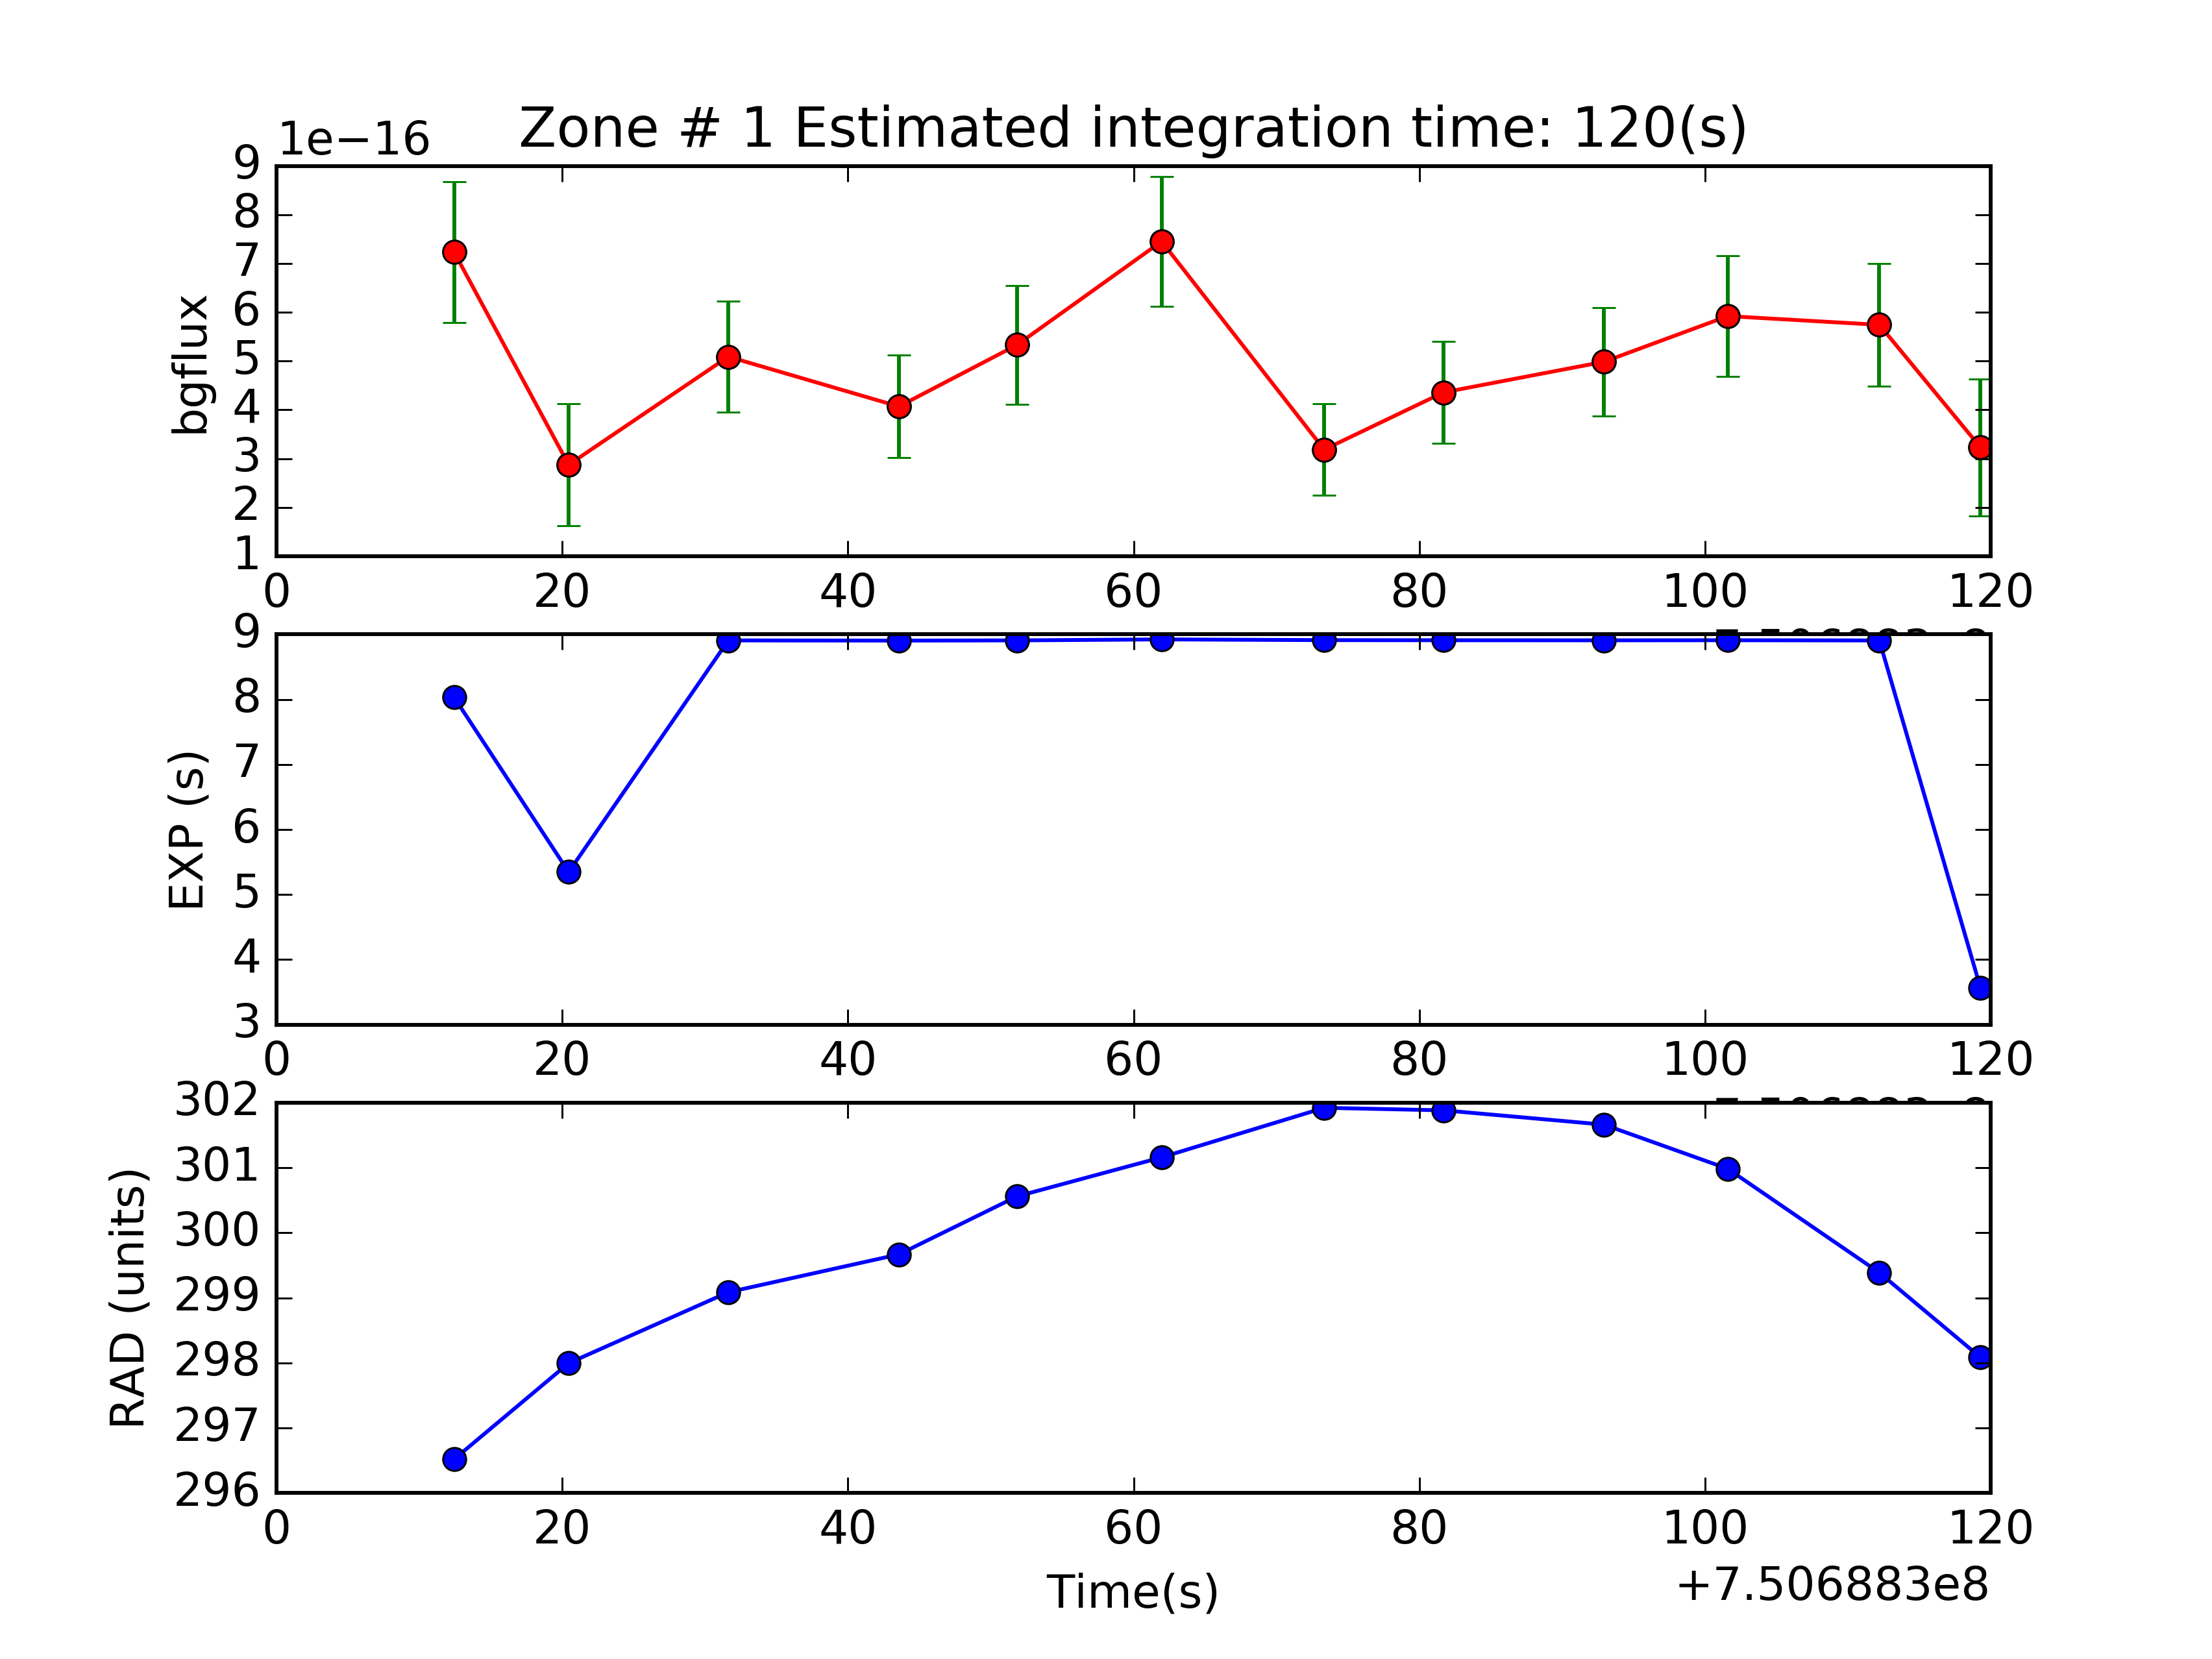 Zone # 1 Estimated integration time: 120(s)
1e−16
9
8
7
6
5
4
3
2
1
bgflux
0 20 40 60 80 100 120
9
8
7
6
5
4
3
EXP (s)
0 20 40 60 80 100 120
302
301
300
299
298
297
296
RAD (units)
0 20 40 60 80 100 120
Time(s)
+7.506883e8